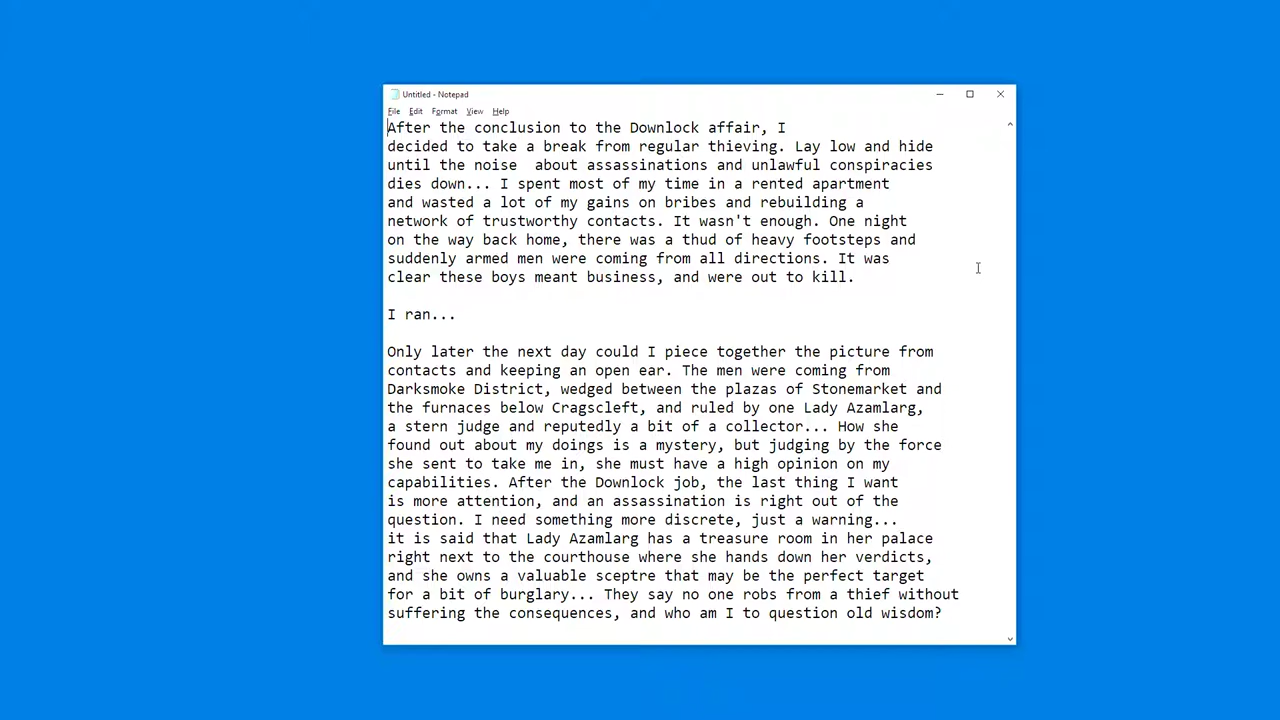 Untitled - Notepad
File Edit Format View Help
After the conclusion to the Downlock affair, I
decided to take a break from regular thieving. Lay low and hide
until the noise  about assassinations and unlawful conspiracies
dies down... I spent most of my time in a rented apartment
and wasted a lot of my gains on bribes and rebuilding a
network of trustworthy contacts. It wasn't enough. One night
on the way back home, there was a thud of heavy footsteps and
suddenly armed men were coming from all directions. It was
clear these boys meant business, and were out to kill.
I ran...
Only later the next day could I piece together the picture from
contacts and keeping an open ear. The men were coming from
Darksmoke District, wedged between the plazas of Stonemarket and
the furnaces below Cragscleft, and ruled by one Lady Azamlarg,
a stern judge and reputedly a bit of a collector... How she
found out about my doings is a mystery, but judging by the force
she sent to take me in, she must have a high opinion on my
capabilities. After the Downlock job, the last thing I want
is more attention, and an assassination is right out of the
question. I need something more discrete, just a warning...
it is said that Lady Azamlarg has a treasure room in her palace
right next to the courthouse where she hands down her verdicts,
and she owns a valuable sceptre that may be the perfect target
for a bit of burglary... They say no one robs from a thief without
suffering the consequences, and who am I to question old wisdom?